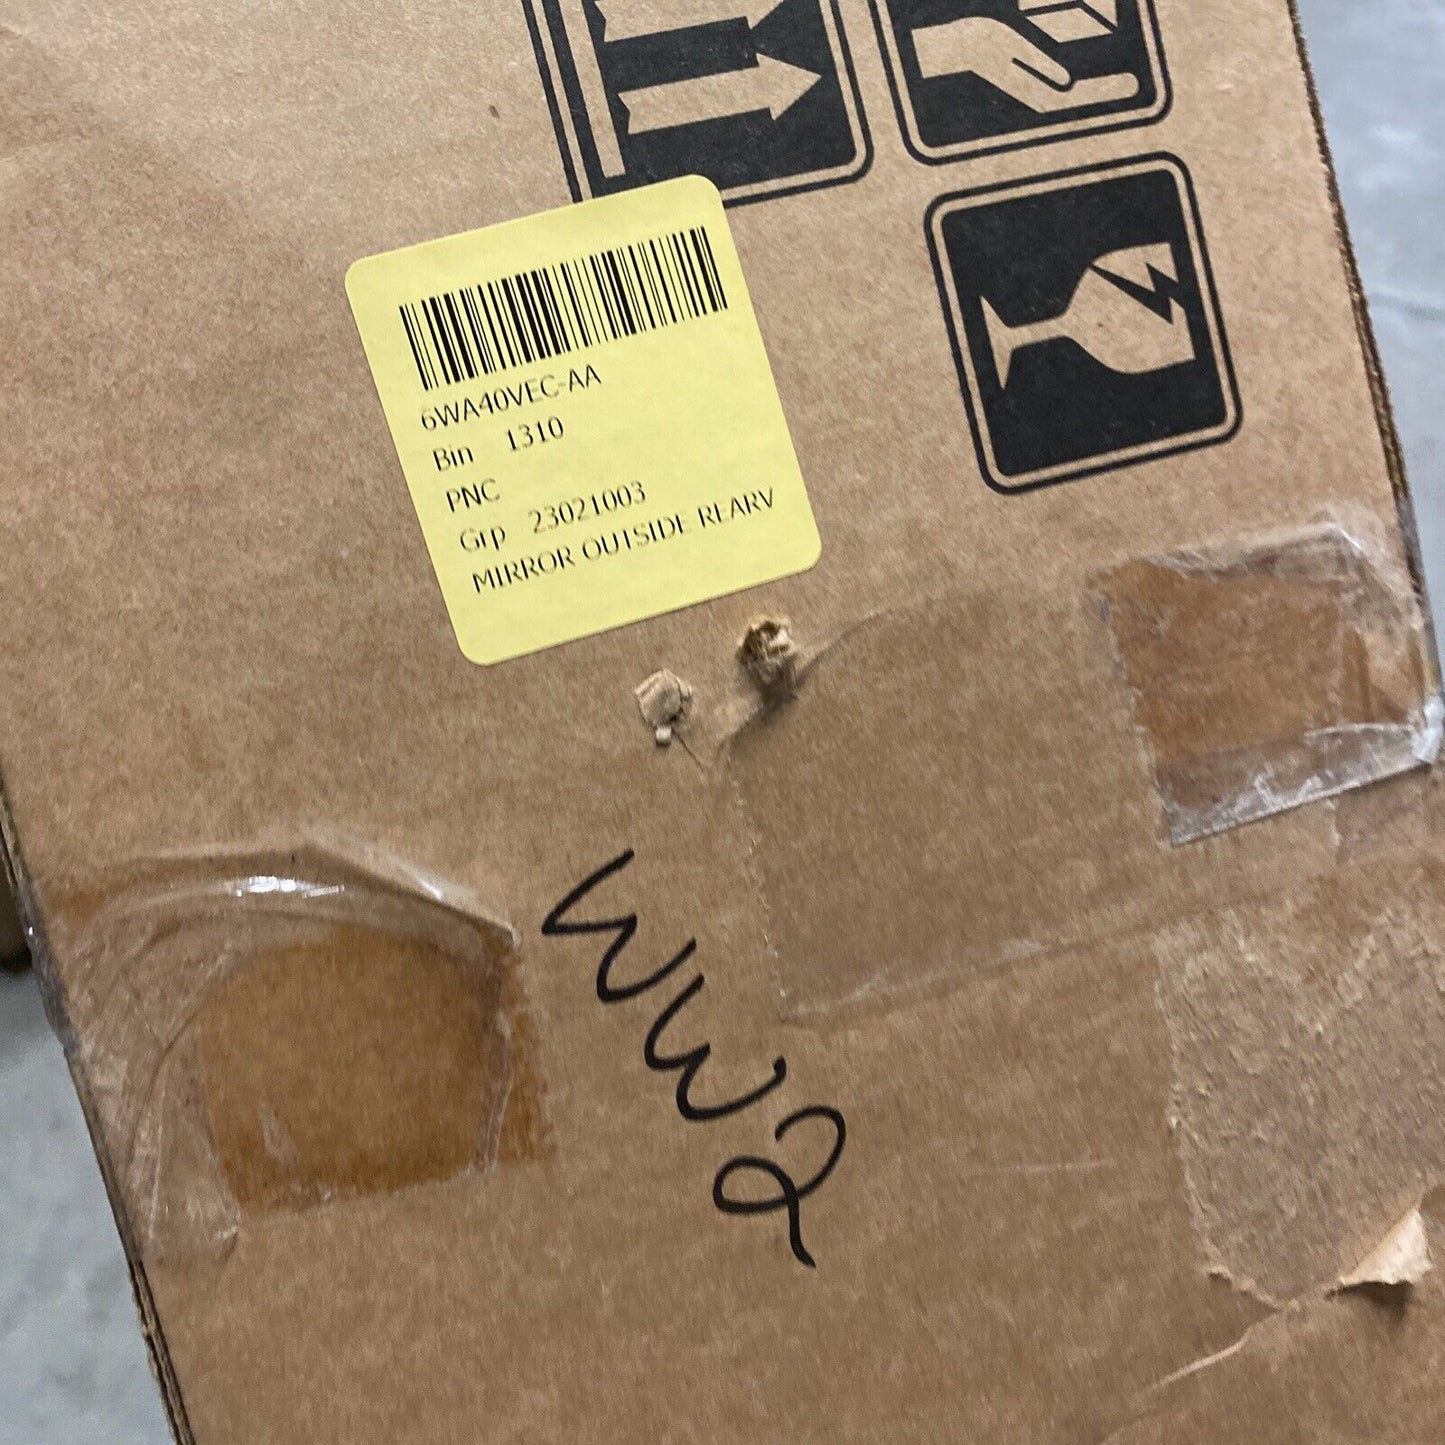 6WA40VEC-AA
Bin 1310
PNC
Grp 23021003
MIRROR OUTSIDE REARV
WW2